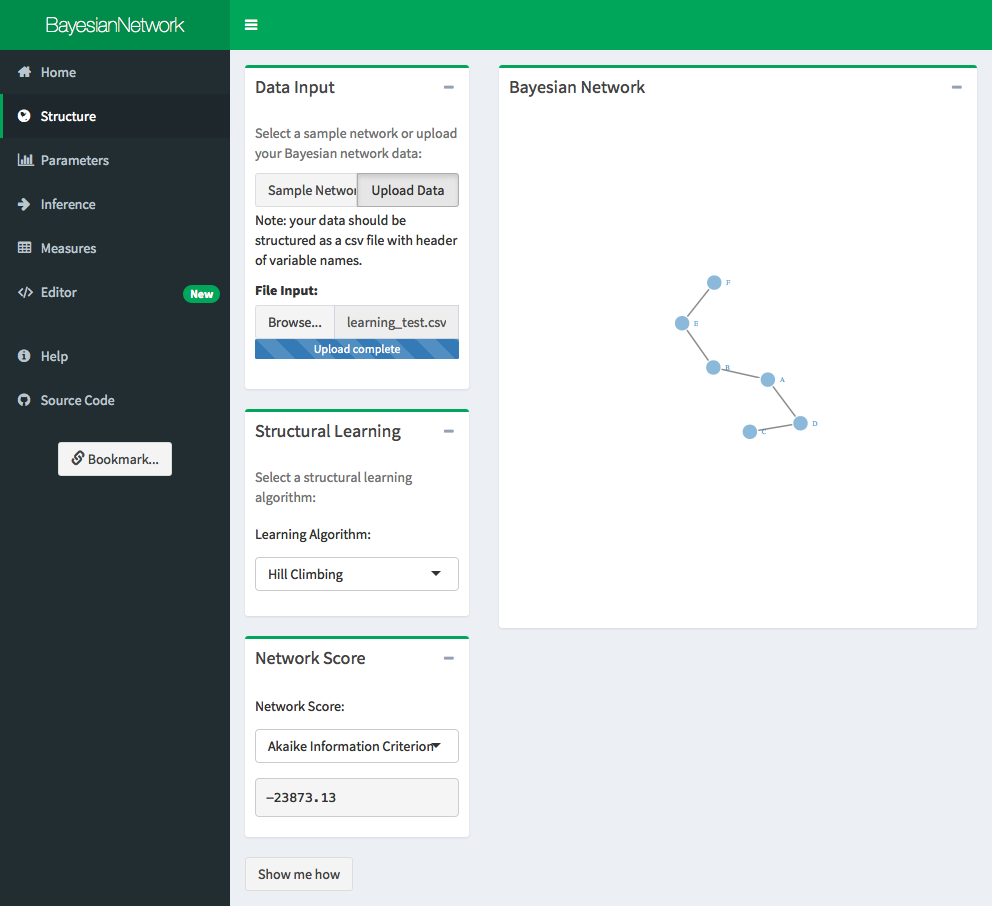 BayesianNetwork
Home
Structure
Parameters
Inference
Measures
Editor
New
Help
Source Code
Bookmark...
Data Input
Select a sample network or upload
your Bayesian network data:
Sample Networ
Upload Data
Note: your data should be
structured as a csv file with header
of variable names.
File Input:
Browse...
learning_test.csv
Upload complete
Structural Learning
Select a structural learning
algorithm:
Learning Algorithm:
Hill Climbing
Network Score
Network Score:
Akaike Information Criterion
−23873.13
Show me how
Bayesian Network
F
E
B
A
D
C